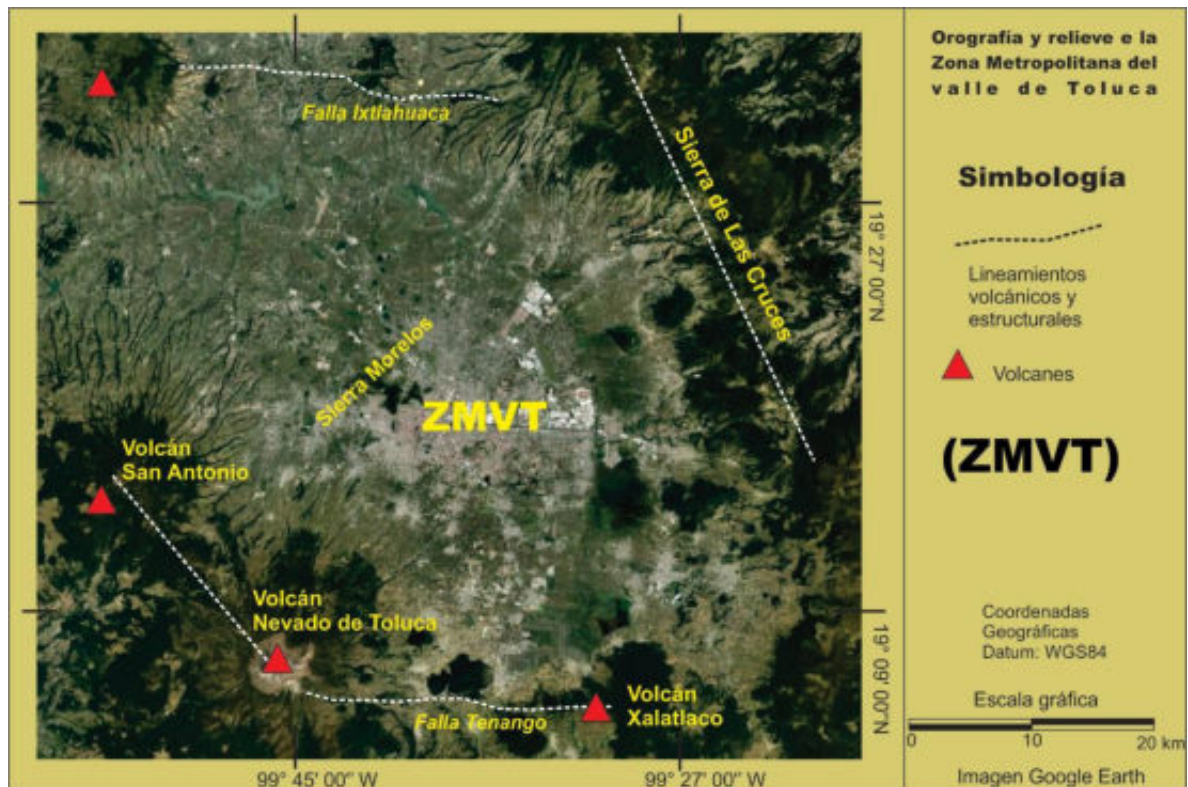 Falla Ixtlahuaca
Sierra de Las Cruces
Sierra Morelos
ZMVT
Volcán
San Antonio
Volcán
Nevado de Toluca
Falla Tenango
Volcán
Xalatlaco
19° 27' 00"N
19° 09' 00"N
99° 45' 00" W
99° 27' 00" W
Orografía y relieve e la
Zona Metropolitana del
valle de Toluca
Simbología
Lineamientos
volcánicos y
estructurales
Volcanes
(ZMVT)
Coordenadas
Geográficas
Datum: WGS84
Escala gráfica
0 10 20 km
Imagen Google Earth